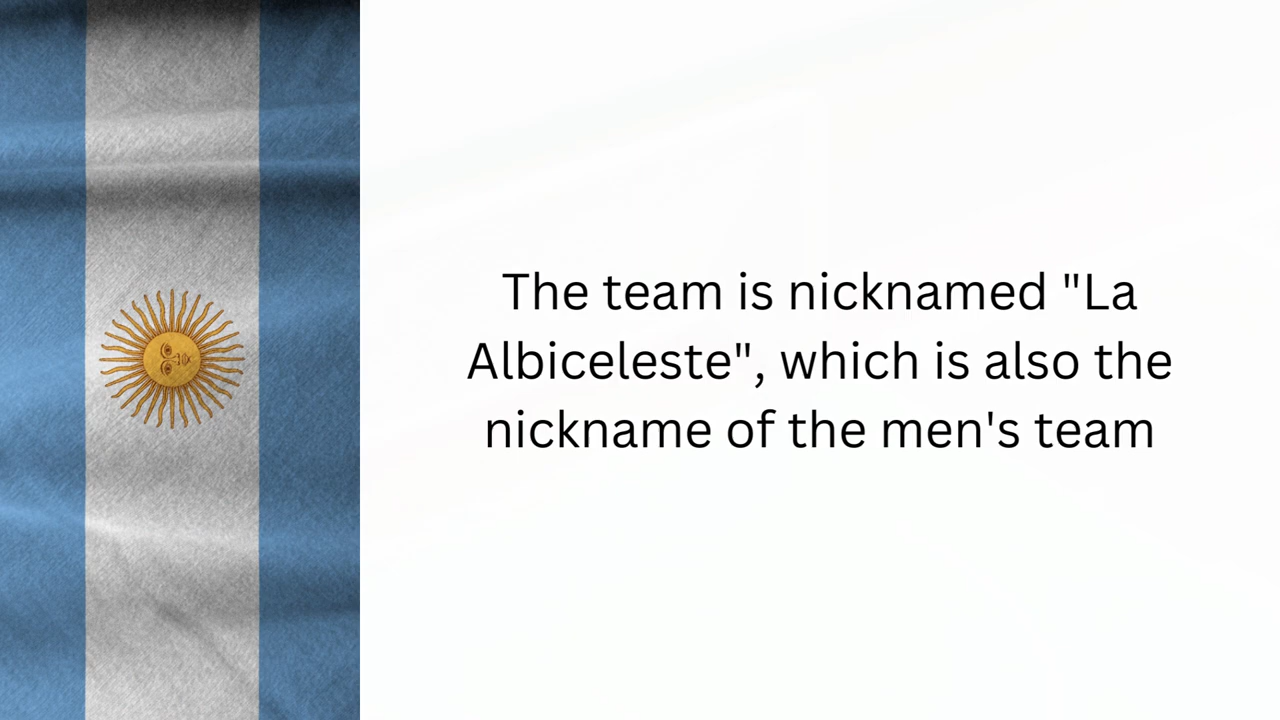 The team is nicknamed "La
Albiceleste", which is also the
nickname of the men's team